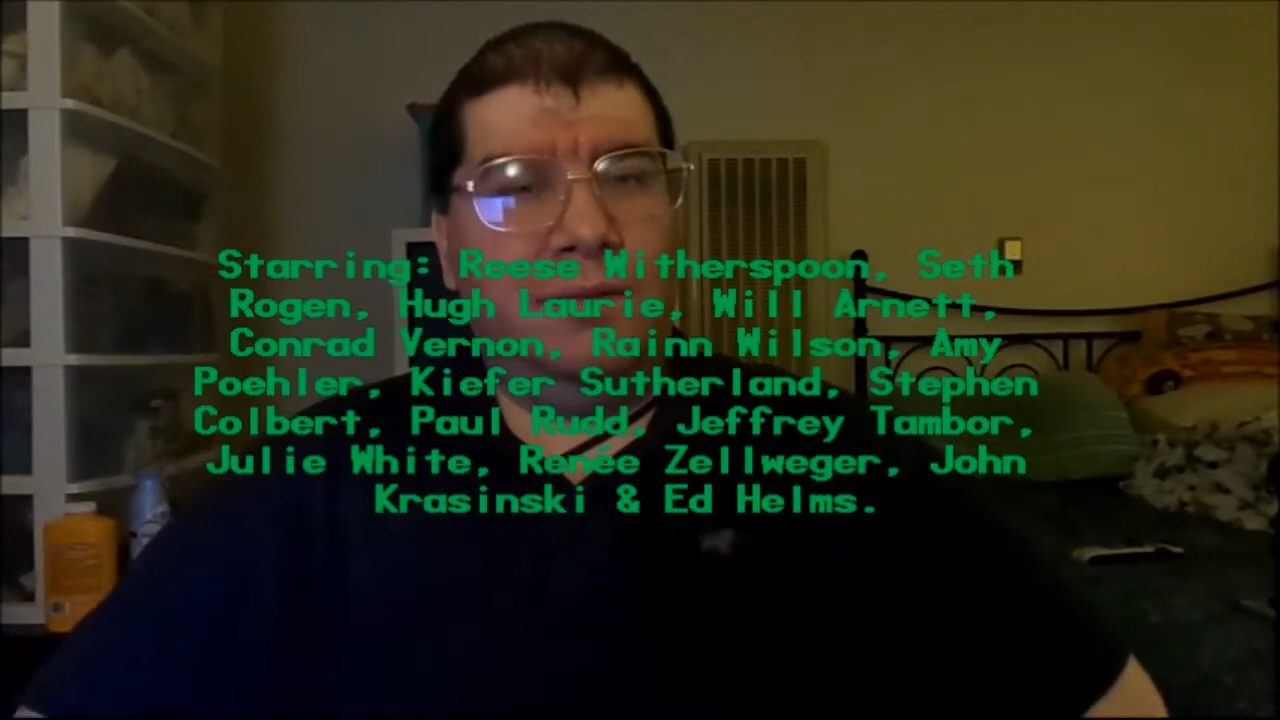 Starring: Reese Witherspoon, Seth
Rogen, Hugh Laurie, Will Arnett,
Conrad Vernon, Rainn Wilson, Amy
Poehler, Kiefer Sutherland, Stephen
Colbert, Paul Rudd, Jeffrey Tambor,
Julie White, Renée Zellweger, John
Krasinski & Ed Helms.